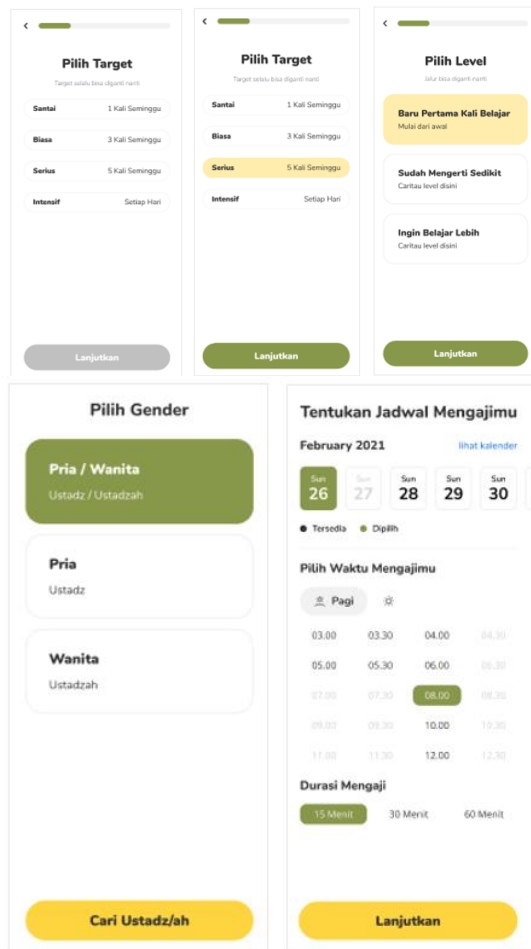 Pilih Target
Target selalu bisa diganti nanti
Santai 1 Kali Seminggu
Biasa 3 Kali Seminggu
Serius 5 Kali Seminggu
Intensif Setiap Hari
Lanjutkan
Pilih Target
Target selalu bisa diganti nanti
Santai 1 Kali Seminggu
Biasa 3 Kali Seminggu
Serius 5 Kali Seminggu
Intensif Setiap Hari
Lanjutkan
Pilih Level
Jalur bisa diganti nanti
Baru Pertama Kali Belajar
Mulai dari awal
Sudah Mengerti Sedikit
Caritau level disini
Ingin Belajar Lebih
Caritau level disini
Lanjutkan
Pilih Gender
Pria / Wanita
Ustadz / Ustadzah
Pria
Ustadz
Wanita
Ustadzah
Cari Ustadz/ah
Tentukan Jadwal Mengajimu
February 2021 lihat kalender
Sun Sun Sun Sun Sun
26 27 28 29 30
Tersedia Dipilih
Pilih Waktu Mengajimu
Pagi
03.00 03.30 04.00 04.30
05.00 05.30 06.00 06.30
07.00 07.30 08.00 08.30
09.00 09.30 10.00 10.30
11.00 11.30 12.00 12.30
Durasi Mengaji
15 Menit 30 Menit 60 Menit
Lanjutkan